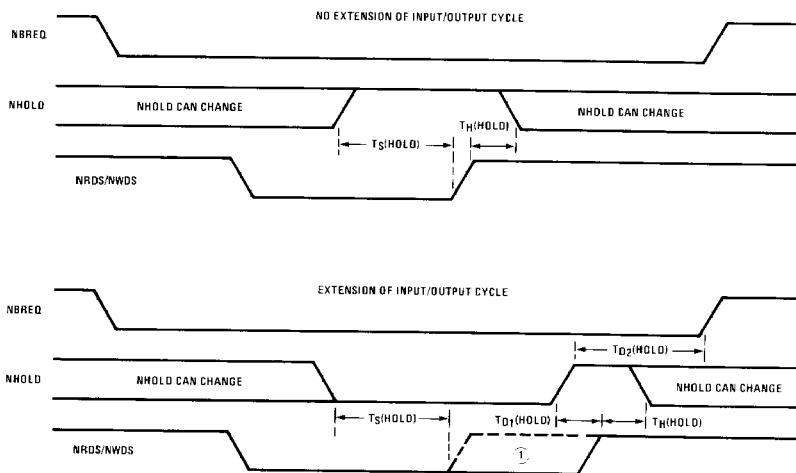 NO EXTENSION OF INPUT/OUTPUT CYCLE
NBREQ
NHOLD
NHOLD CAN CHANGE
NHOLD CAN CHANGE
TS(HOLD)
TH(HOLD)
NRDS/NWDS
EXTENSION OF INPUT/OUTPUT CYCLE
NBREQ
TD2(HOLD)
NHOLD
NHOLD CAN CHANGE
NHOLD CAN CHANGE
TS(HOLD)
TD1(HOLD)
TH(HOLD)
NRDS/NWDS
1